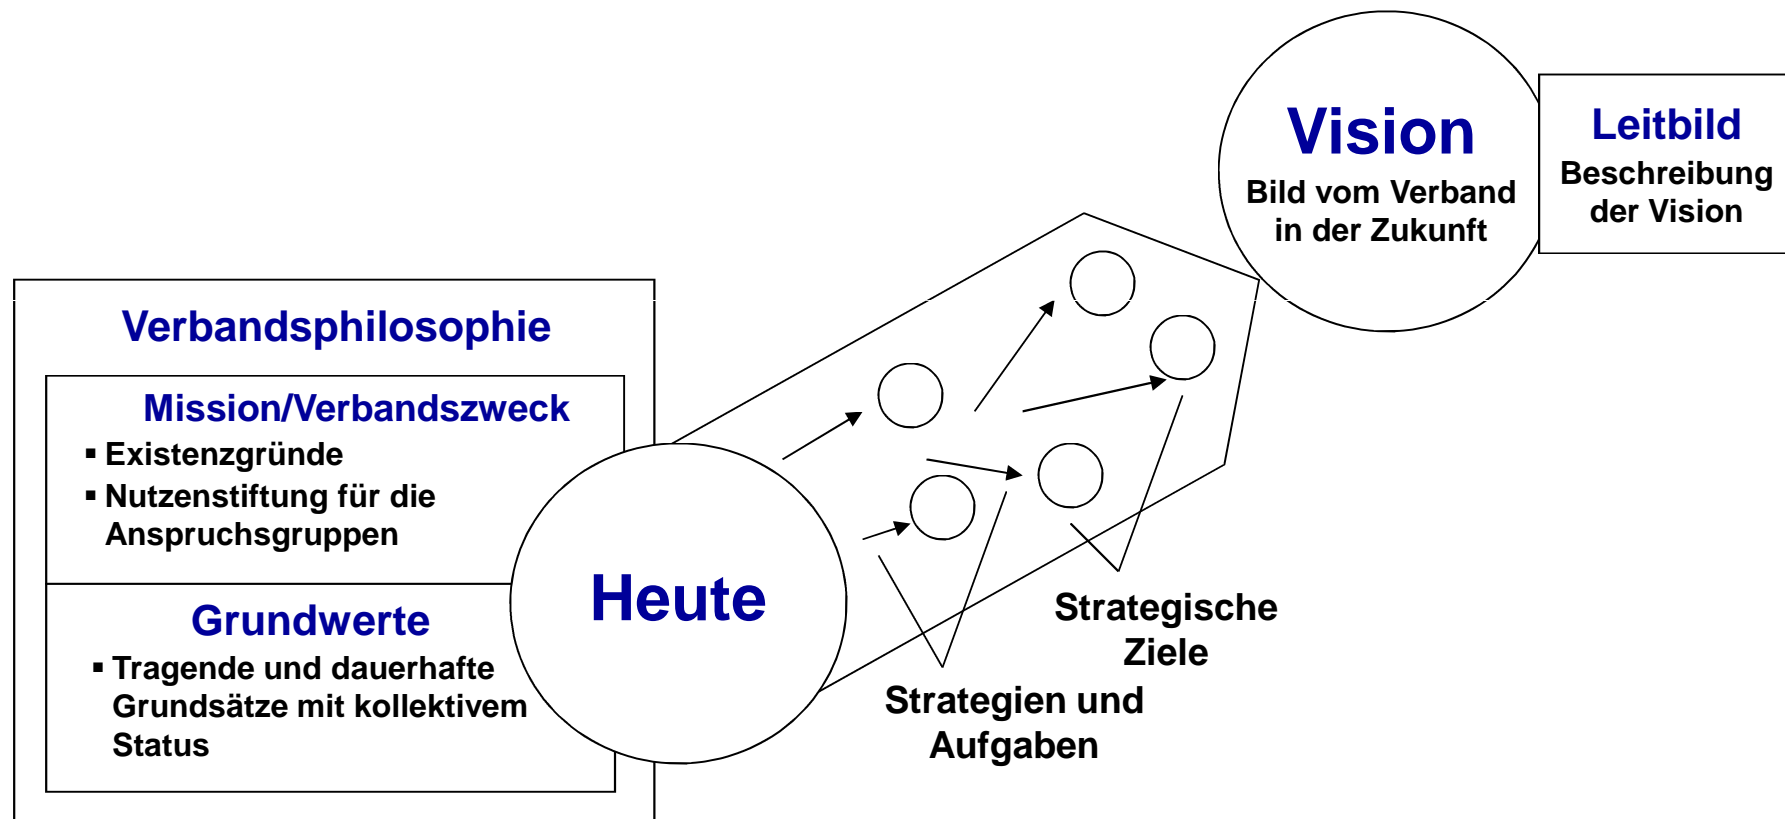 Vision
Bild vom Verband
in der Zukunft
Leitbild
Beschreibung
der Vision
Verbandsphilosophie
Mission/Verbandszweck
▪ Existenzgründe
▪ Nutzenstiftung für die
Anspruchsgruppen
Grundwerte
▪ Tragende und dauerhafte
Grundsätze mit kollektivem
Status
Heute
Strategische
Ziele
Strategien und
Aufgaben